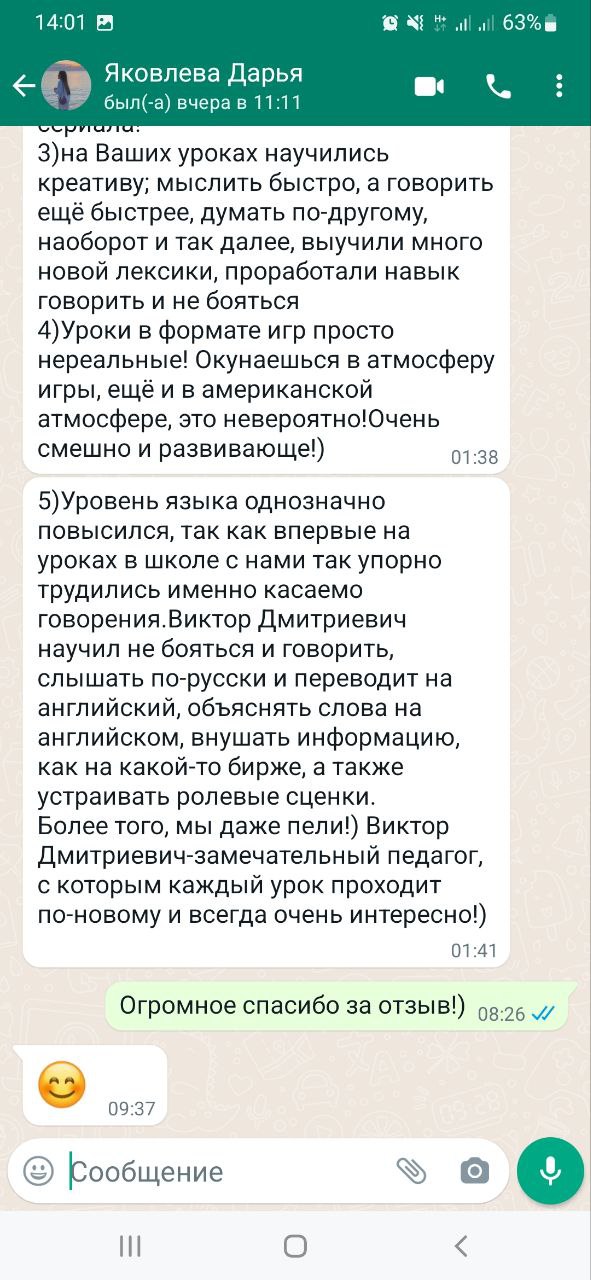 14:01
63%
Яковлева Дарья
был(-а) вчера в 11:11
сериала!
3)на Ваших уроках научились
креативу; мыслить быстро, а говорить
ещё быстрее, думать по-другому,
наоборот и так далее, выучили много
новой лексики, проработали навык
говорить и не бояться
4)Уроки в формате игр просто
нереальные! Окунаешься в атмосферу
игры, ещё и в американской
атмосфере, это невероятно!Очень
смешно и развивающе!)
01:38
5)Уровень языка однозначно
повысился, так как впервые на
уроках в школе с нами так упорно
трудились именно касаемо
говорения.Виктор Дмитриевич
научил не бояться и говорить,
слышать по-русски и переводит на
английский, объяснять слова на
английском, внушать информацию,
как на какой-то бирже, а также
устраивать ролевые сценки.
Более того, мы даже пели!) Виктор
Дмитриевич-замечательный педагог,
с которым каждый урок проходит
по-новому и всегда очень интересно!)
01:41
Огромное спасибо за отзыв!)
08:26
09:37
Сообщение